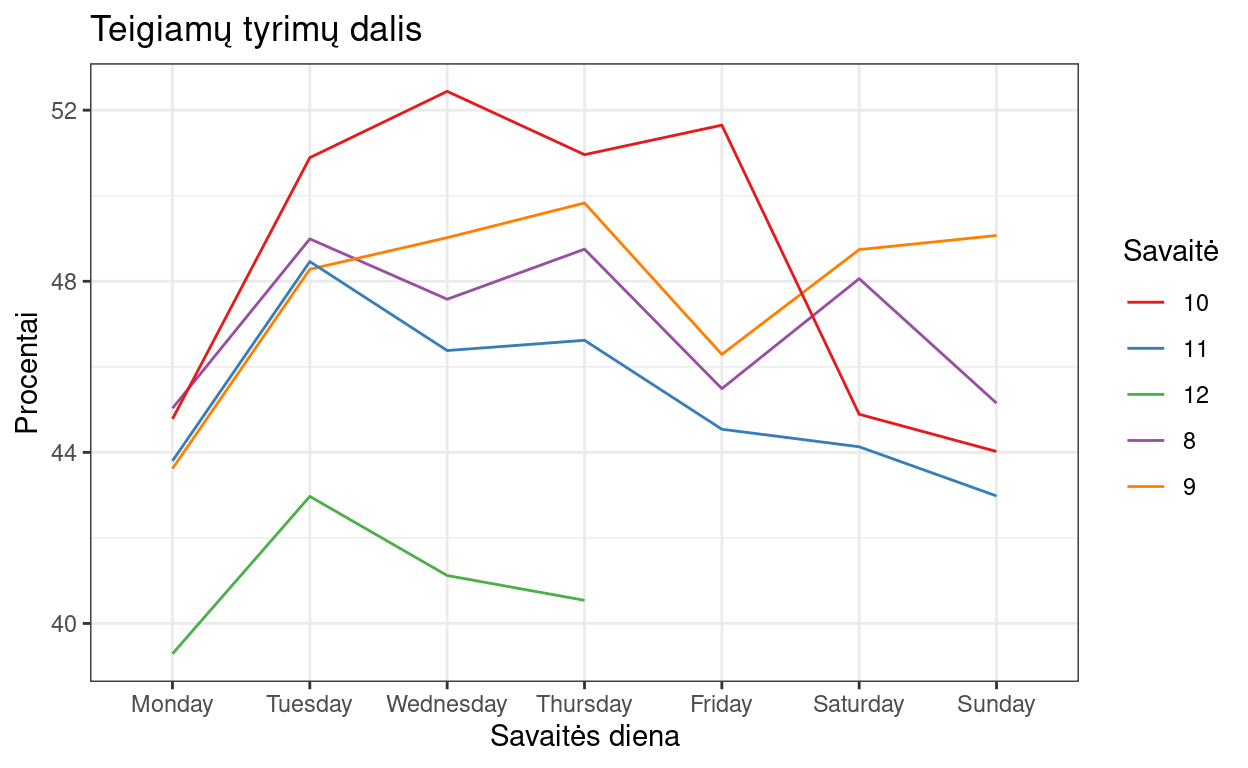 Teigiamų tyrimų dalis
Procentai
52
48
44
40
Monday Tuesday Wednesday Thursday Friday Saturday Sunday
Savaitės diena
Savaitė
10
11
12
8
9